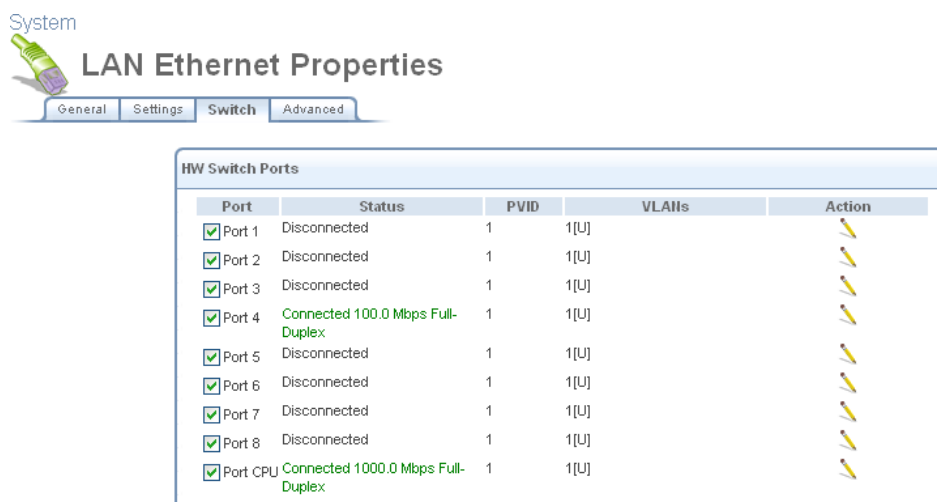 System
LAN Ethernet Properties
General Settings Switch Advanced
HW Switch Ports
Port Status PVID VLANs Action
Port 1 Disconnected 1 1[U]
Port 2 Disconnected 1 1[U]
Port 3 Disconnected 1 1[U]
Port 4 Connected 100.0 Mbps Full- 1 1[U]
Duplex
Port 5 Disconnected 1 1[U]
Port 6 Disconnected 1 1[U]
Port 7 Disconnected 1 1[U]
Port 8 Disconnected 1 1[U]
Port CPU Connected 1000.0 Mbps Full- 1 1[U]
Duplex